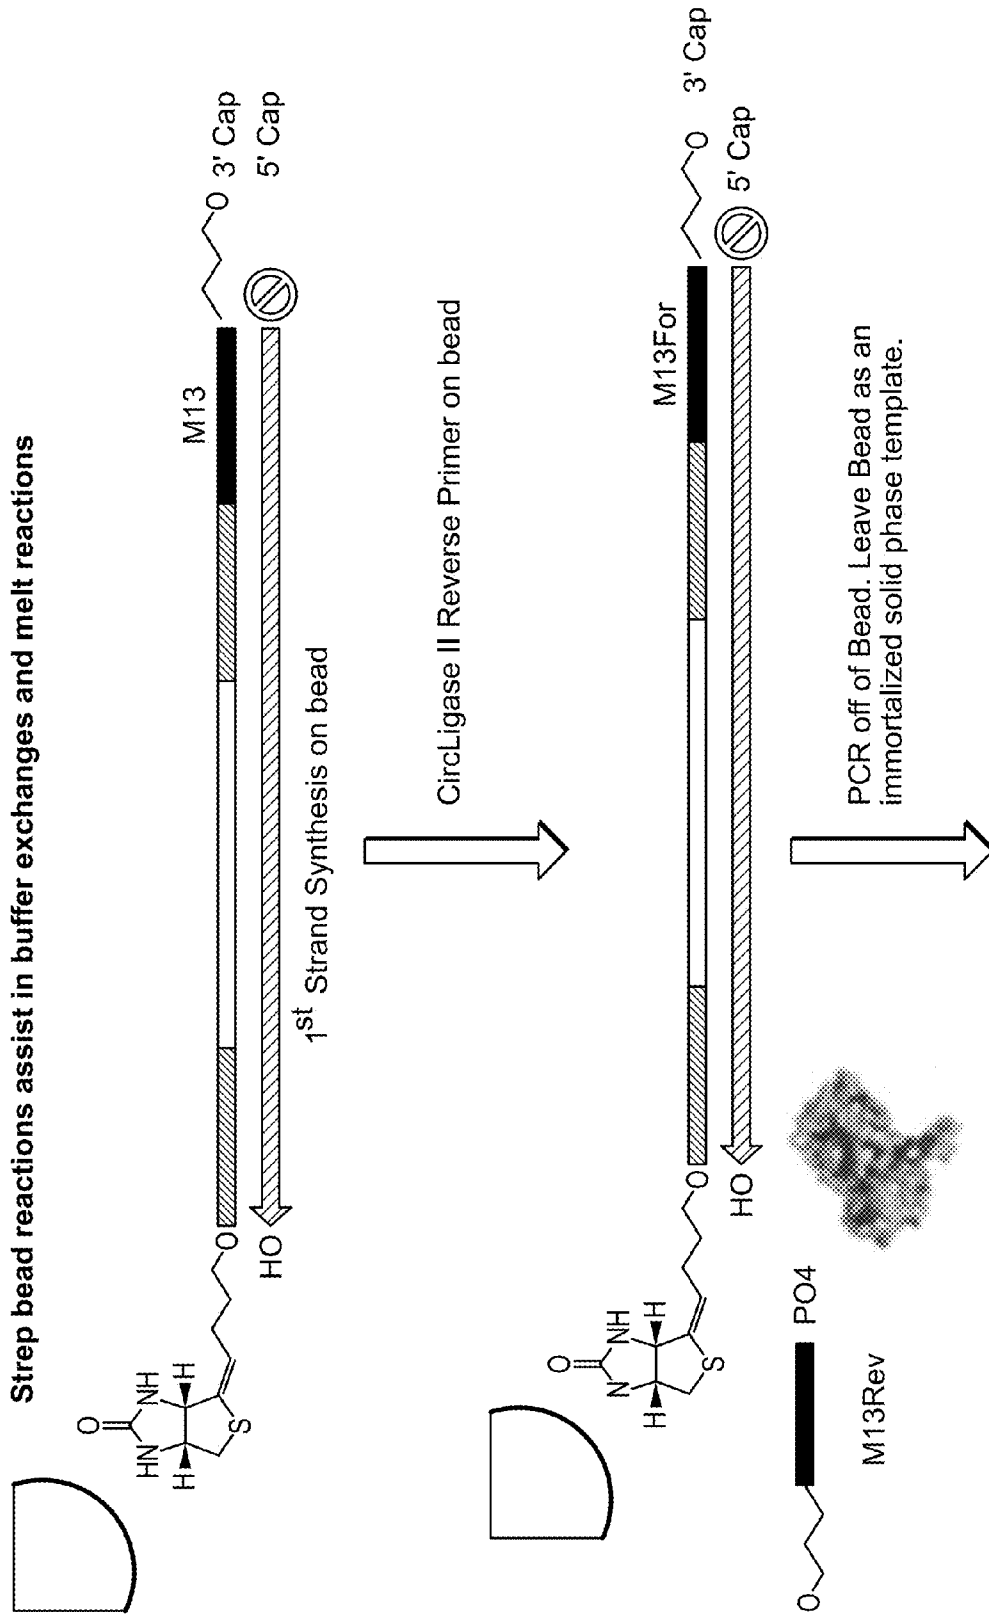 Strep bead reactions assist in buffer exchanges and melt reactions
O
HN
NH
H
H
S
O
HO
M13
O
3' Cap
5' Cap
1st Strand Synthesis on bead
CircLigase II Reverse Primer on bead
O
N
NH
H
H
S
O
HO
M13For
O
3' Cap
5' Cap
O
PO4
M13Rev
PCR off of Bead. Leave Bead as an
immortalized solid phase template.